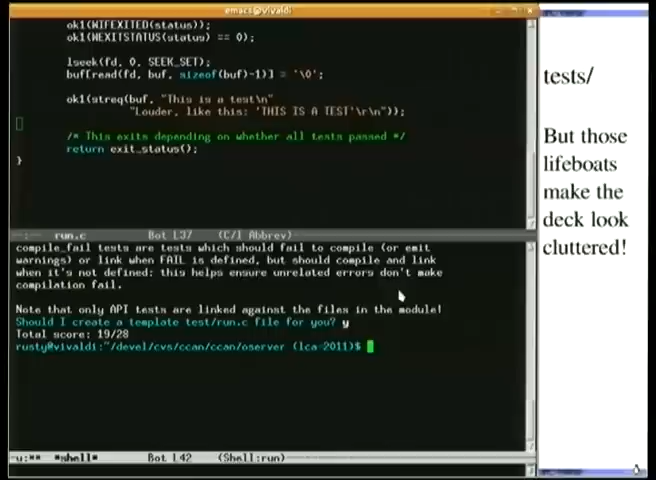 emacs@vivaldi
ok1(WIFEXITED(status));
ok1(WEXITSTATUS(status) == 0);
lseek(fd, 0, SEEK_SET);
buf[read(fd, buf, sizeof(buf)-1)] = '\0';
ok1(streq(buf, "This is a test\n"
"Louder, like this: 'THIS IS A TEST'\r\n"));
/* This exits depending on whether all tests passed */
return exit_status();
}
-:--- run.c Bot L37 (C/l Abbrev)
compile_fail tests are tests which should fail to compile (or emit
warnings) or link when FAIL is defined, but should compile and link
when it's not defined: this helps ensure unrelated errors don't make
compilation fail.
Note that only API tests are linked against the files in the module!
Should I create a template test/run.c file for you? y
Total score: 19/28
rusty@vivaldi:~/devel/cvs/ccan/ccan/oserver (lca-2011)$
-u:** *shell* Bot L42 (Shell:run)
tests/
But those
lifeboats
make the
deck look
cluttered!